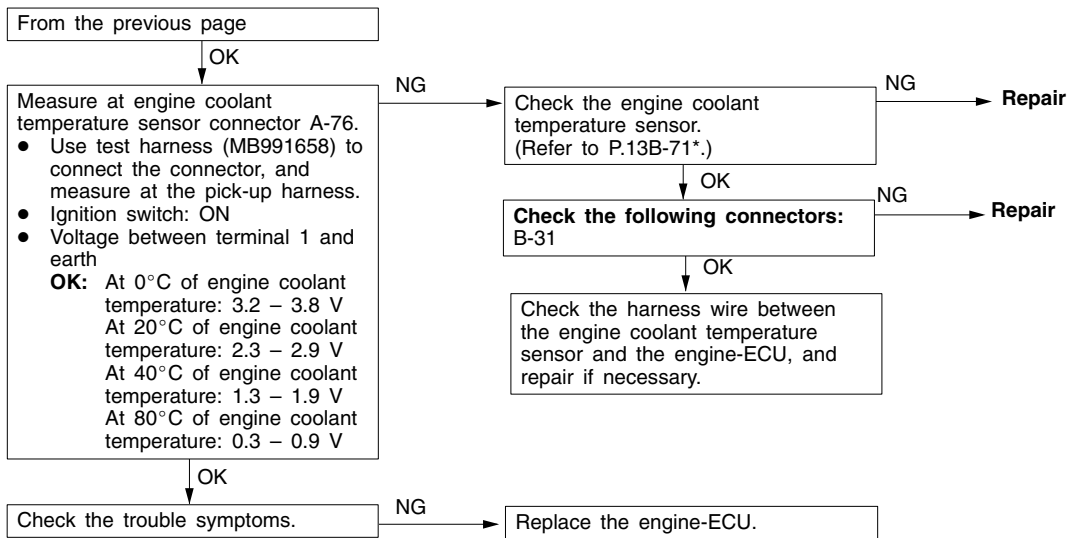 From the previous page
OK
Measure at engine coolant
temperature sensor connector A-76.
● Use test harness (MB991658) to
connect the connector, and
measure at the pick-up harness.
● Ignition switch: ON
● Voltage between terminal 1 and
earth
OK: At 0°C of engine coolant
temperature: 3.2 – 3.8 V
At 20°C of engine coolant
temperature: 2.3 – 2.9 V
At 40°C of engine coolant
temperature: 1.3 – 1.9 V
At 80°C of engine coolant
temperature: 0.3 – 0.9 V
NG
Check the engine coolant
temperature sensor.
(Refer to P.13B-71*.)
NG
Repair
OK
Check the following connectors:
B-31
NG
Repair
OK
Check the harness wire between
the engine coolant temperature
sensor and the engine-ECU, and
repair if necessary.
OK
Check the trouble symptoms.
NG
Replace the engine-ECU.